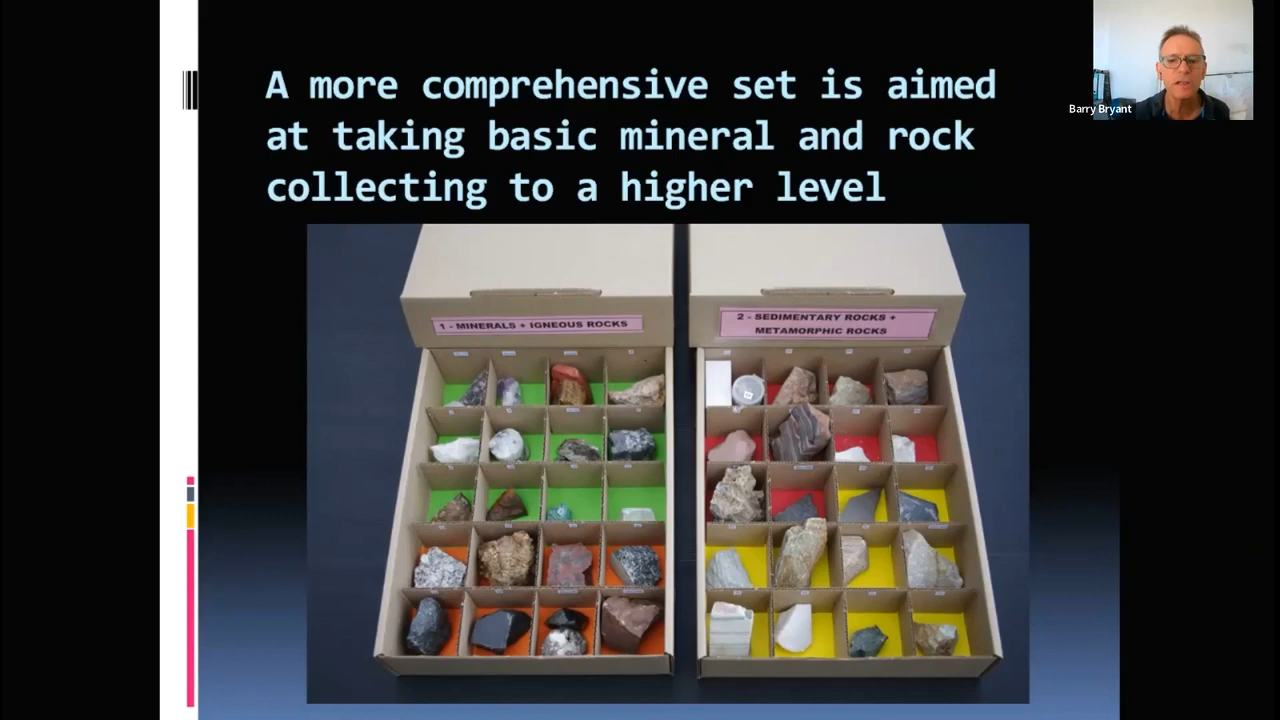 A more comprehensive set is aimed
at taking basic mineral and rock
collecting to a higher level
Barry Bryant
1 - MINERALS + IGNEOUS ROCKS
2 - SEDIMENTARY ROCKS +
METAMORPHIC ROCKS